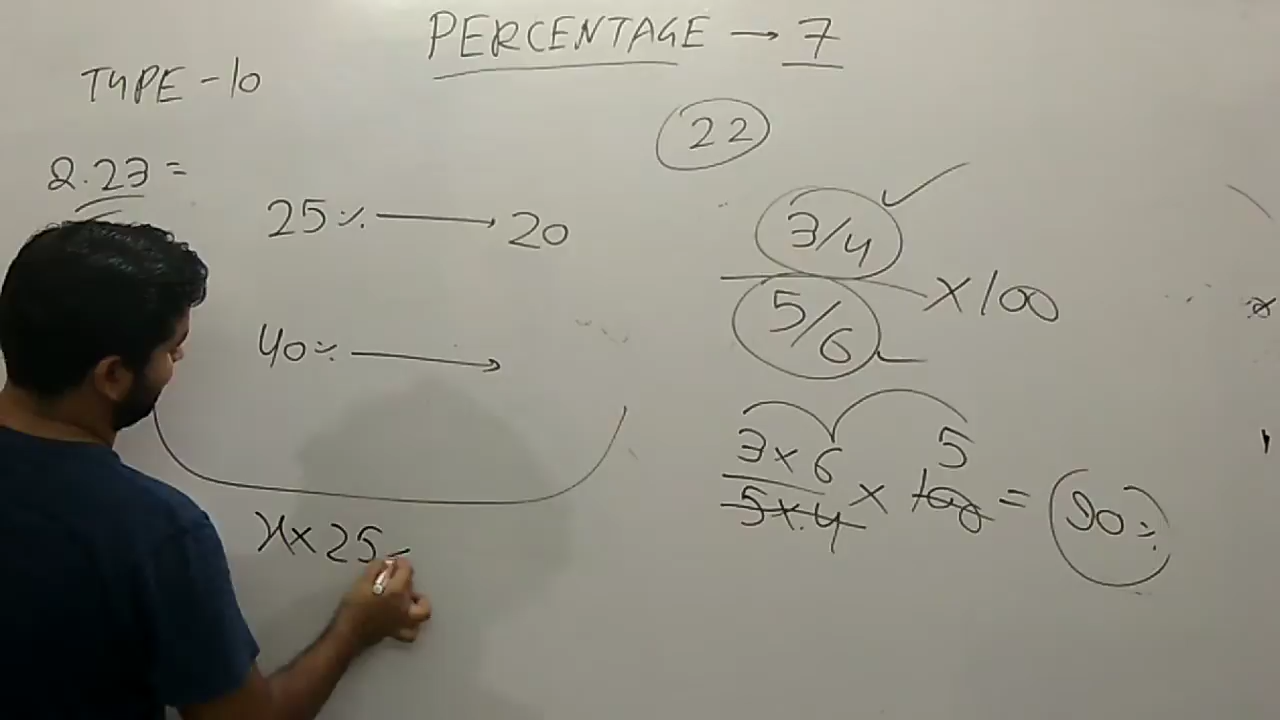 PERCENTAGE → 7
TYPE - 10
Q.23 =
25% → 20
40% →
x × 25
22
3/4
5/6 × 100
3 × 6 5
5 × 4 × 100 = 90%